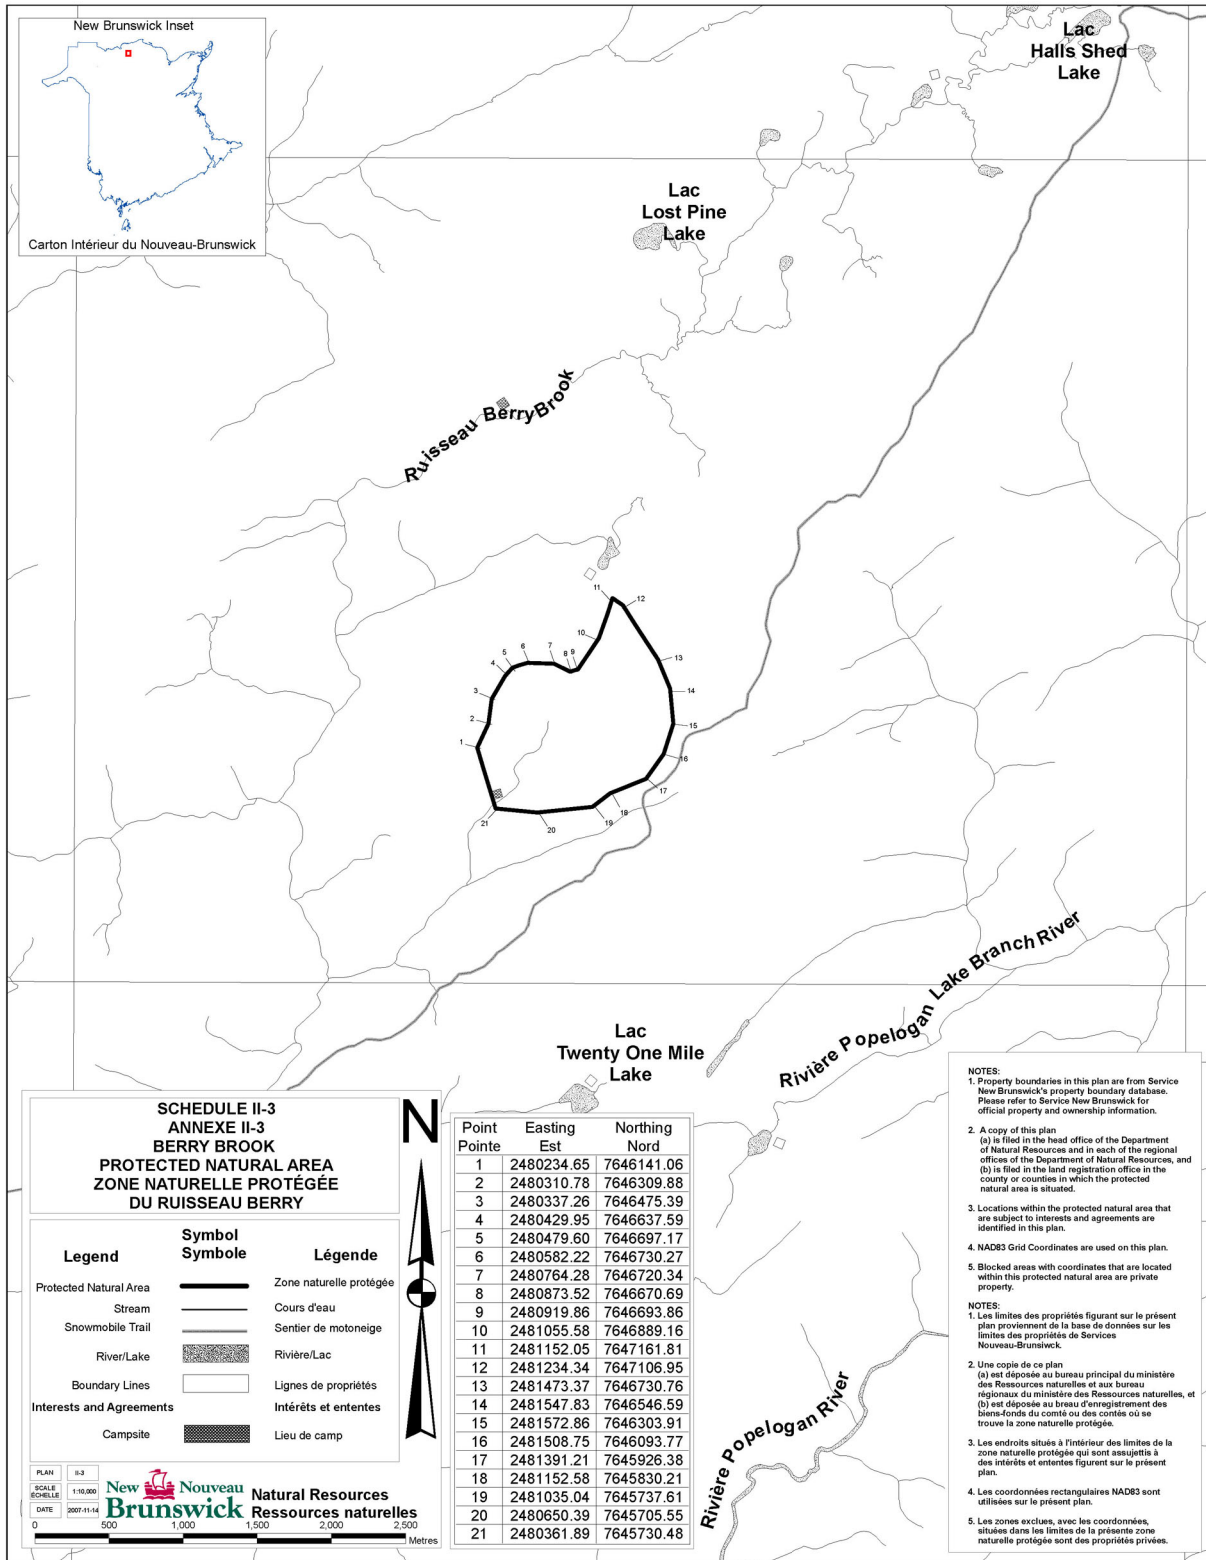 New Brunswick Inset
Carton Intérieur du Nouveau-Brunswick
Lac
Halls Shed
Lake
Lac
Lost Pine
Lake
Ruisseau BerryBrook
11
12
10
13
9
8
7
6
5
4
14
3
15
2
1
16
17
18
19
20
21
Rivière Popelogan Lake Branch River
Lac
Twenty One Mile
Lake
Rivière Popelogan River
SCHEDULE II-3
ANNEXE II-3
BERRY BROOK
PROTECTED NATURAL AREA
ZONE NATURELLE PROTÉGÉE
DU RUISSEAU BERRY
N
Legend Symbol Symbole Légende
Protected Natural Area Zone naturelle protégée
Stream Cours d'eau
Snowmobile Trail Sentier de motoneige
River/Lake Rivière/Lac
Boundary Lines Lignes de propriétés
Interests and Agreements Intérêts et ententes
Campsite Lieu de camp
PLAN II-3
SCALE ÉCHELLE 1:10,000
DATE 2007-11-14
New Nouveau
Brunswick
Natural Resources
Ressources naturelles
0 500 1,000 1,500 2,000 2,500
Metres
Point Easting Northing
Pointe Est Nord
1 2480234.65 7646141.06
2 2480310.78 7646309.88
3 2480337.26 7646475.39
4 2480429.95 7646637.59
5 2480479.60 7646697.17
6 2480582.22 7646730.27
7 2480764.28 7646720.34
8 2480873.52 7646670.69
9 2480919.86 7646693.86
10 2481055.58 7646889.16
11 2481152.05 7647161.81
12 2481234.34 7647106.95
13 2481473.37 7646730.76
14 2481547.83 7646546.59
15 2481572.86 7646303.91
16 2481508.75 7646093.77
17 2481391.21 7645926.38
18 2481152.58 7645830.21
19 2481035.04 7645737.61
20 2480650.39 7645705.55
21 2480361.89 7645730.48
NOTES:
1. Property boundaries in this plan are from Service
New Brunswick's property boundary database.
Please refer to Service New Brunswick for
official property and ownership information.
2. A copy of this plan
(a) is filed in the head office of the Department
of Natural Resources and in each of the regional
offices of the Department of Natural Resources, and
(b) is filed in the land registration office in the
county or counties in which the protected
natural area is situated.
3. Locations within the protected natural area that
are subject to interests and agreements are
identified in this plan.
4. NAD83 Grid Coordinates are used on this plan.
5. Blocked areas with coordinates that are located
within this protected natural area are private
property.
NOTES:
1. Les limites des propriétés figurant sur le présent
plan proviennent de la base de données sur les
limites des propriétés de Services
Nouveau-Brunsiwck.
2. Une copie de ce plan
(a) est déposée au bureau principal du ministère
des Ressources naturelles et aux bureau
régionaux du ministère des Ressources naturelles, et
(b) est déposée au breau d'enregistrement des
biens-fonds du comté ou des contés où se
trouve la zone naturelle protégée.
3. Les endroits situés à l'intérieur des limites de la
zone naturelle protégée qui sont assujettis à
des intérêts et ententes figurent sur le présent
plan.
4. Les coordonnées rectangulaires NAD83 sont
utilisées sur le présent plan.
5. Les zones exclues, avec les coordonnées,
situées dans les limites de la présente zone
naturelle protégée sont des propriétés privées.